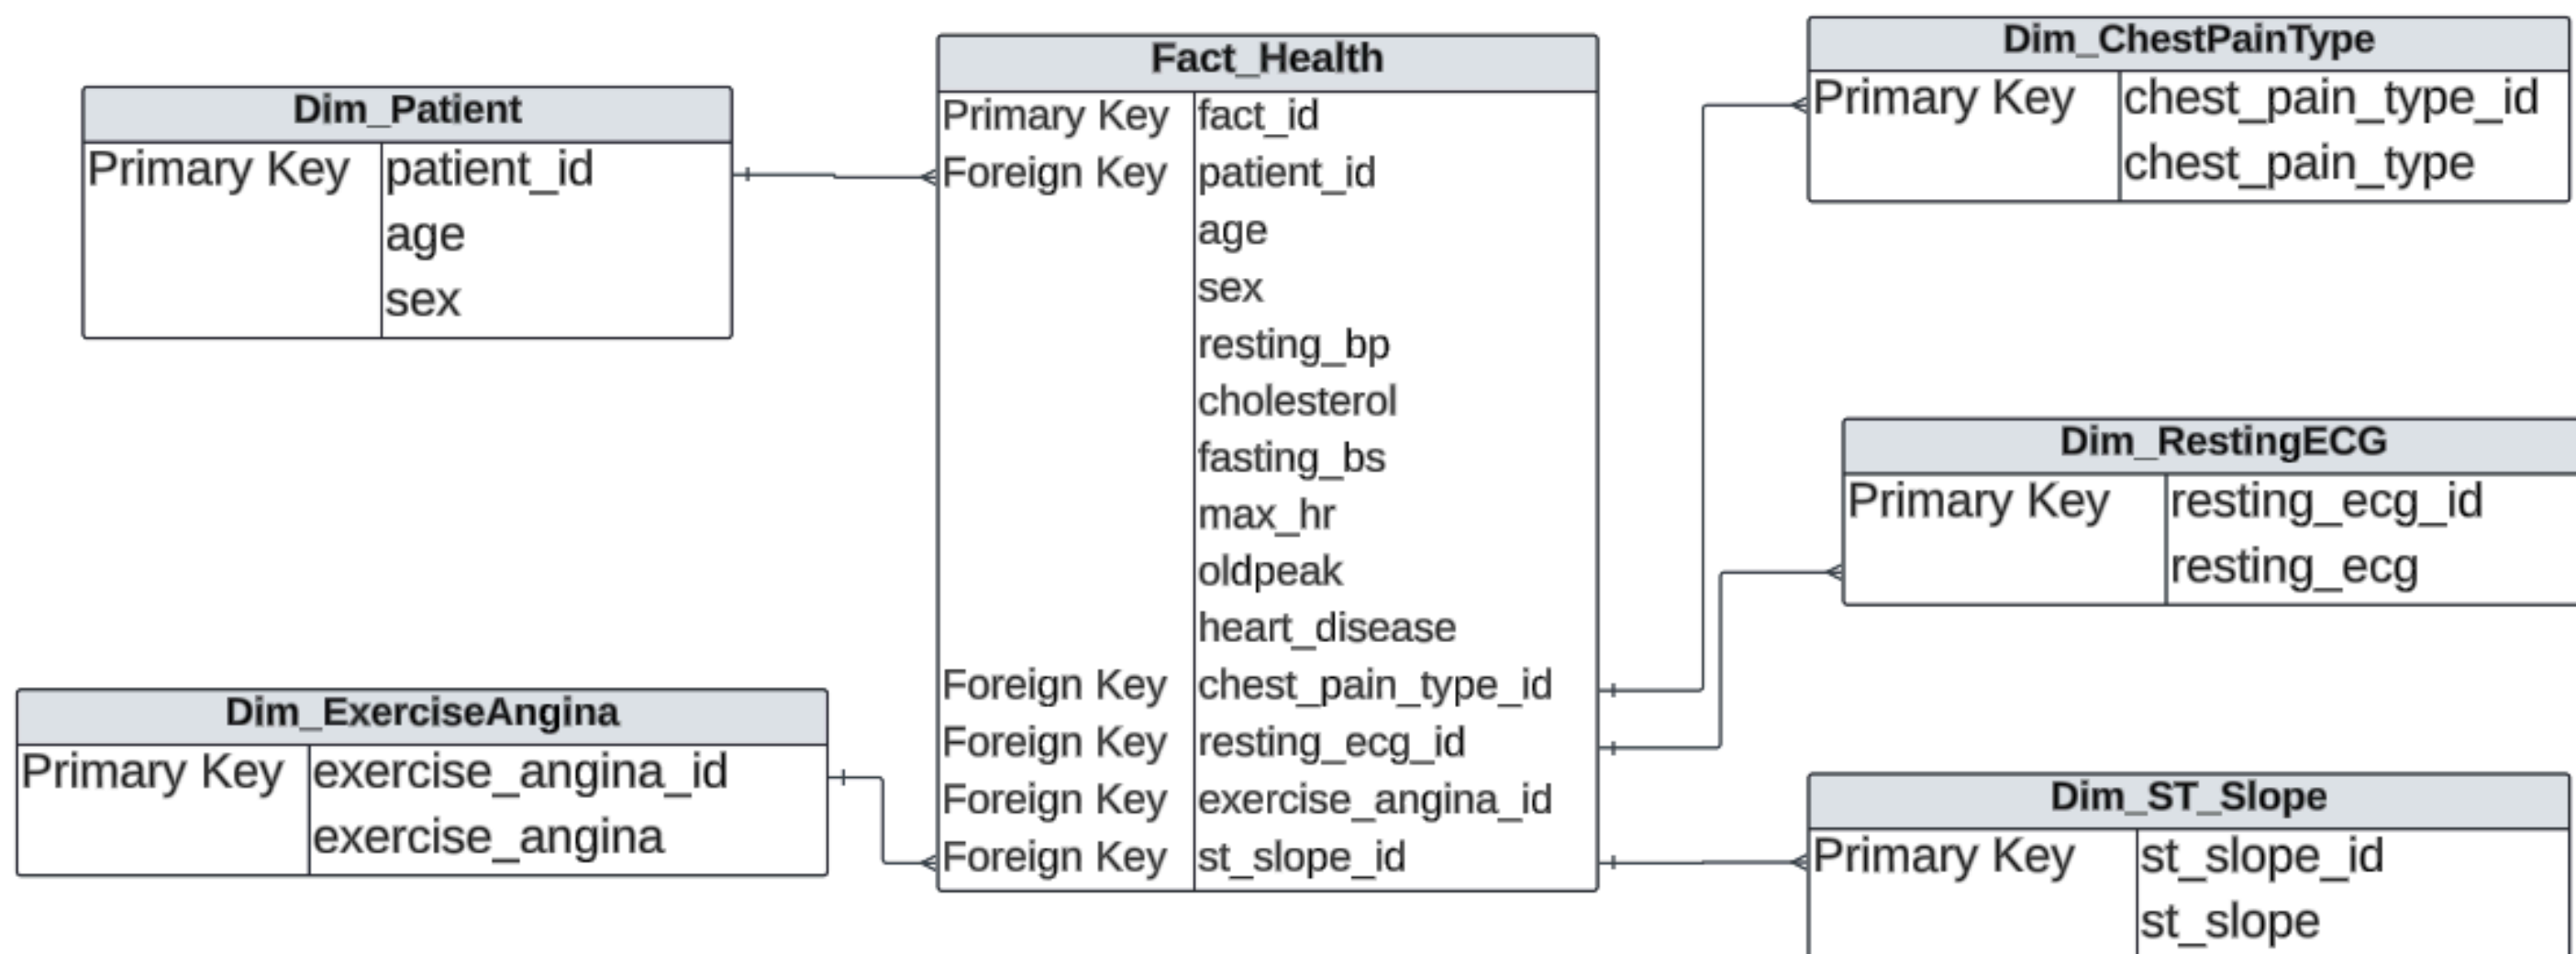 Dim_Patient
Primary Key patient_id
age
sex
Dim_ExerciseAngina
Primary Key exercise_angina_id
exercise_angina
Fact_Health
Primary Key fact_id
Foreign Key patient_id
age
sex
resting_bp
cholesterol
fasting_bs
max_hr
oldpeak
heart_disease
Foreign Key chest_pain_type_id
Foreign Key resting_ecg_id
Foreign Key exercise_angina_id
Foreign Key st_slope_id
Dim_ChestPainType
Primary Key chest_pain_type_id
chest_pain_type
Dim_RestingECG
Primary Key resting_ecg_id
resting_ecg
Dim_ST_Slope
Primary Key st_slope_id
st_slope